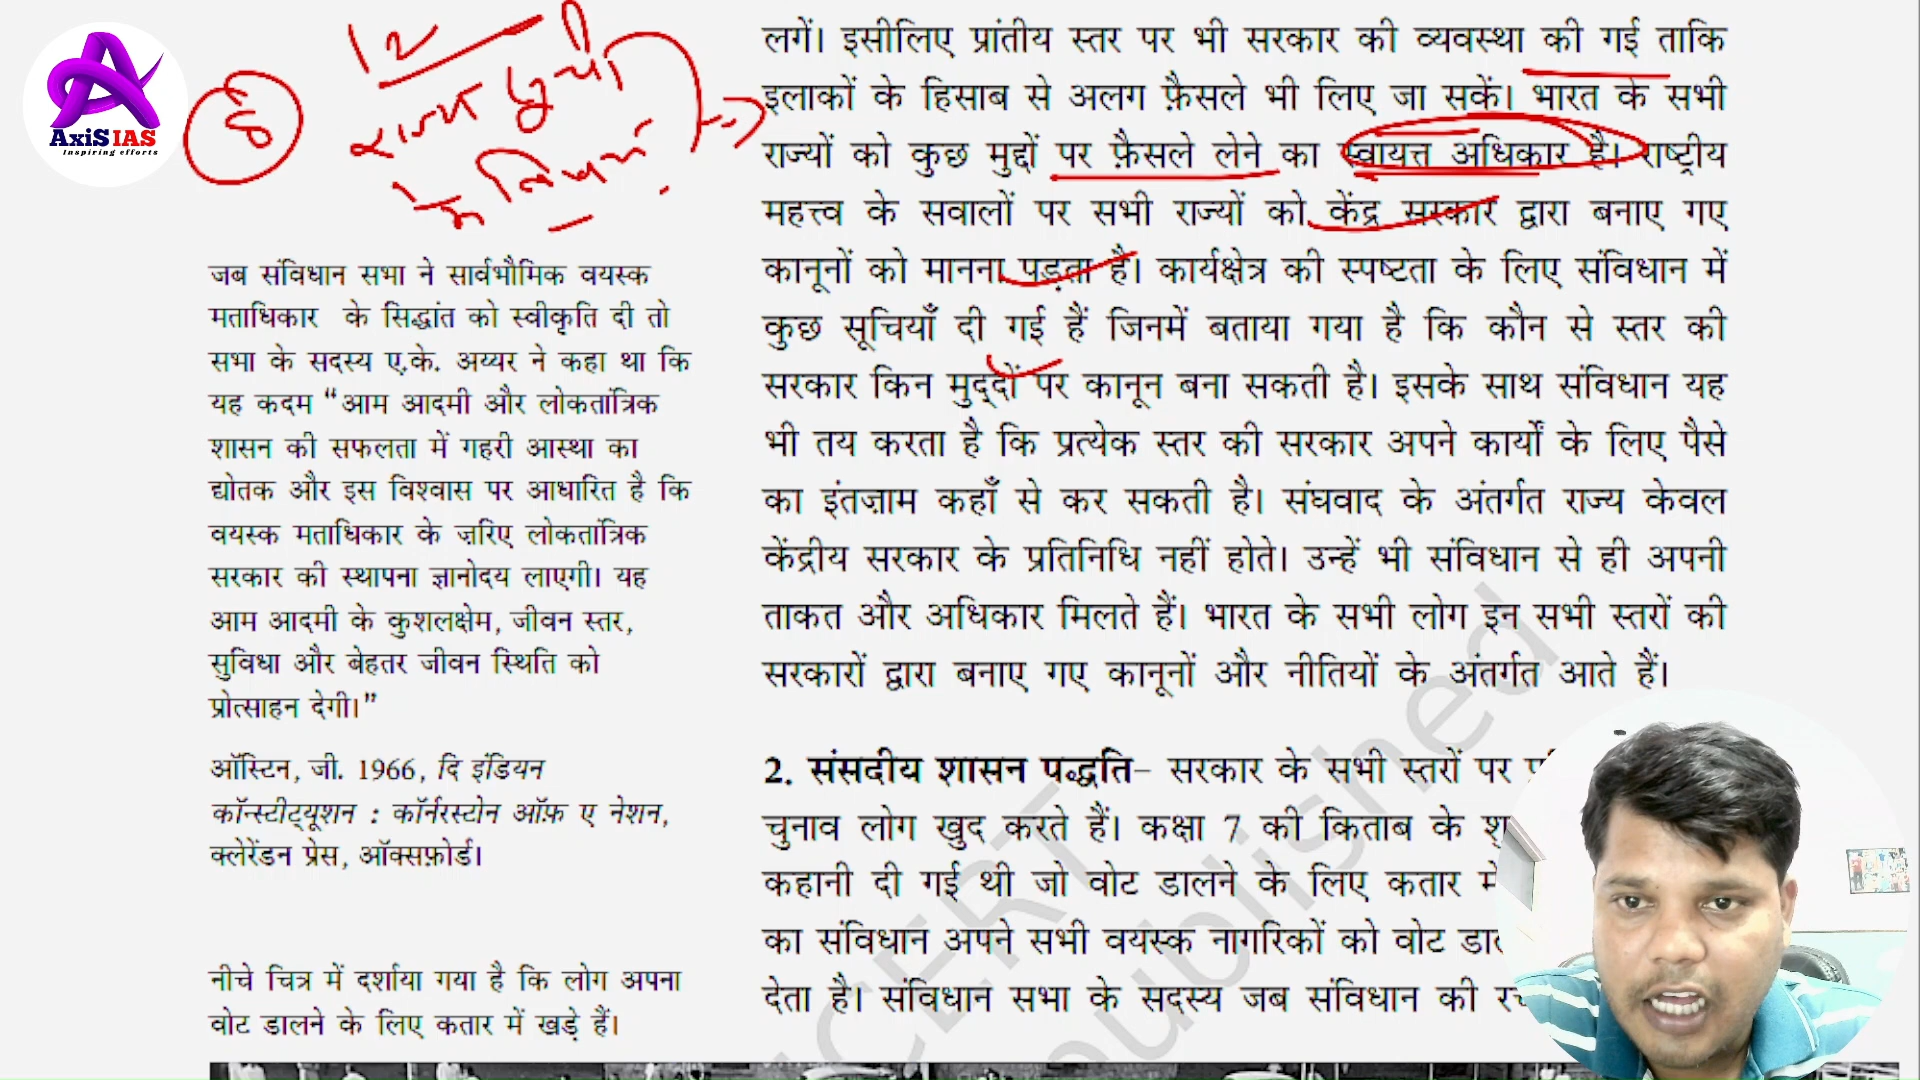 AxiS IAS
Inspiring efforts
12
राज्य सूची
के विषयों
लगें। इसीलिए प्रांतीय स्तर पर भी सरकार की व्यवस्था की गई ताकि
इलाकों के हिसाब से अलग फ़ैसले भी लिए जा सकें। भारत के सभी
राज्यों को कुछ मुद्दों पर फ़ैसले लेने का स्वायत्त अधिकार है। राष्ट्रीय
महत्त्व के सवालों पर सभी राज्यों को केंद्र सरकार द्वारा बनाए गए
कानूनों को मानना पड़ता है। कार्यक्षेत्र की स्पष्टता के लिए संविधान में
कुछ सूचियाँ दी गई हैं जिनमें बताया गया है कि कौन से स्तर की
सरकार किन मुद्दों पर कानून बना सकती है। इसके साथ संविधान यह
भी तय करता है कि प्रत्येक स्तर की सरकार अपने कार्यों के लिए पैसे
का इंतज़ाम कहाँ से कर सकती है। संघवाद के अंतर्गत राज्य केवल
केंद्रीय सरकार के प्रतिनिधि नहीं होते। उन्हें भी संविधान से ही अपनी
ताकत और अधिकार मिलते हैं। भारत के सभी लोग इन सभी स्तरों की
सरकारों द्वारा बनाए गए कानूनों और नीतियों के अंतर्गत आते हैं।
2. संसदीय शासन पद्धति– सरकार के सभी स्तरों पर
चुनाव लोग खुद करते हैं। कक्षा 7 की किताब के
कहानी दी गई थी जो वोट डालने के लिए कतार
का संविधान अपने सभी वयस्क नागरिकों को वोट
देता है। संविधान सभा के सदस्य जब संविधान की
जब संविधान सभा ने सार्वभौमिक वयस्क
मताधिकार के सिद्धांत को स्वीकृति दी तो
सभा के सदस्य ए.के. अय्यर ने कहा था कि
यह कदम “आम आदमी और लोकतांत्रिक
शासन की सफलता में गहरी आस्था का
द्योतक और इस विश्वास पर आधारित है कि
वयस्क मताधिकार के ज़रिए लोकतांत्रिक
सरकार की स्थापना ज्ञानोदय लाएगी। यह
आम आदमी के कुशलक्षेम, जीवन स्तर,
सुविधा और बेहतर जीवन स्थिति को
प्रोत्साहन देगी।”
ऑस्टिन, जी. 1966, दि इंडियन
कॉन्स्टीट्यूशन : कॉर्नरस्टोन ऑफ़ ए नेशन,
क्लेरेंडन प्रेस, ऑक्सफ़ोर्ड।
नीचे चित्र में दर्शाया गया है कि लोग अपना
वोट डालने के लिए कतार में खड़े हैं।